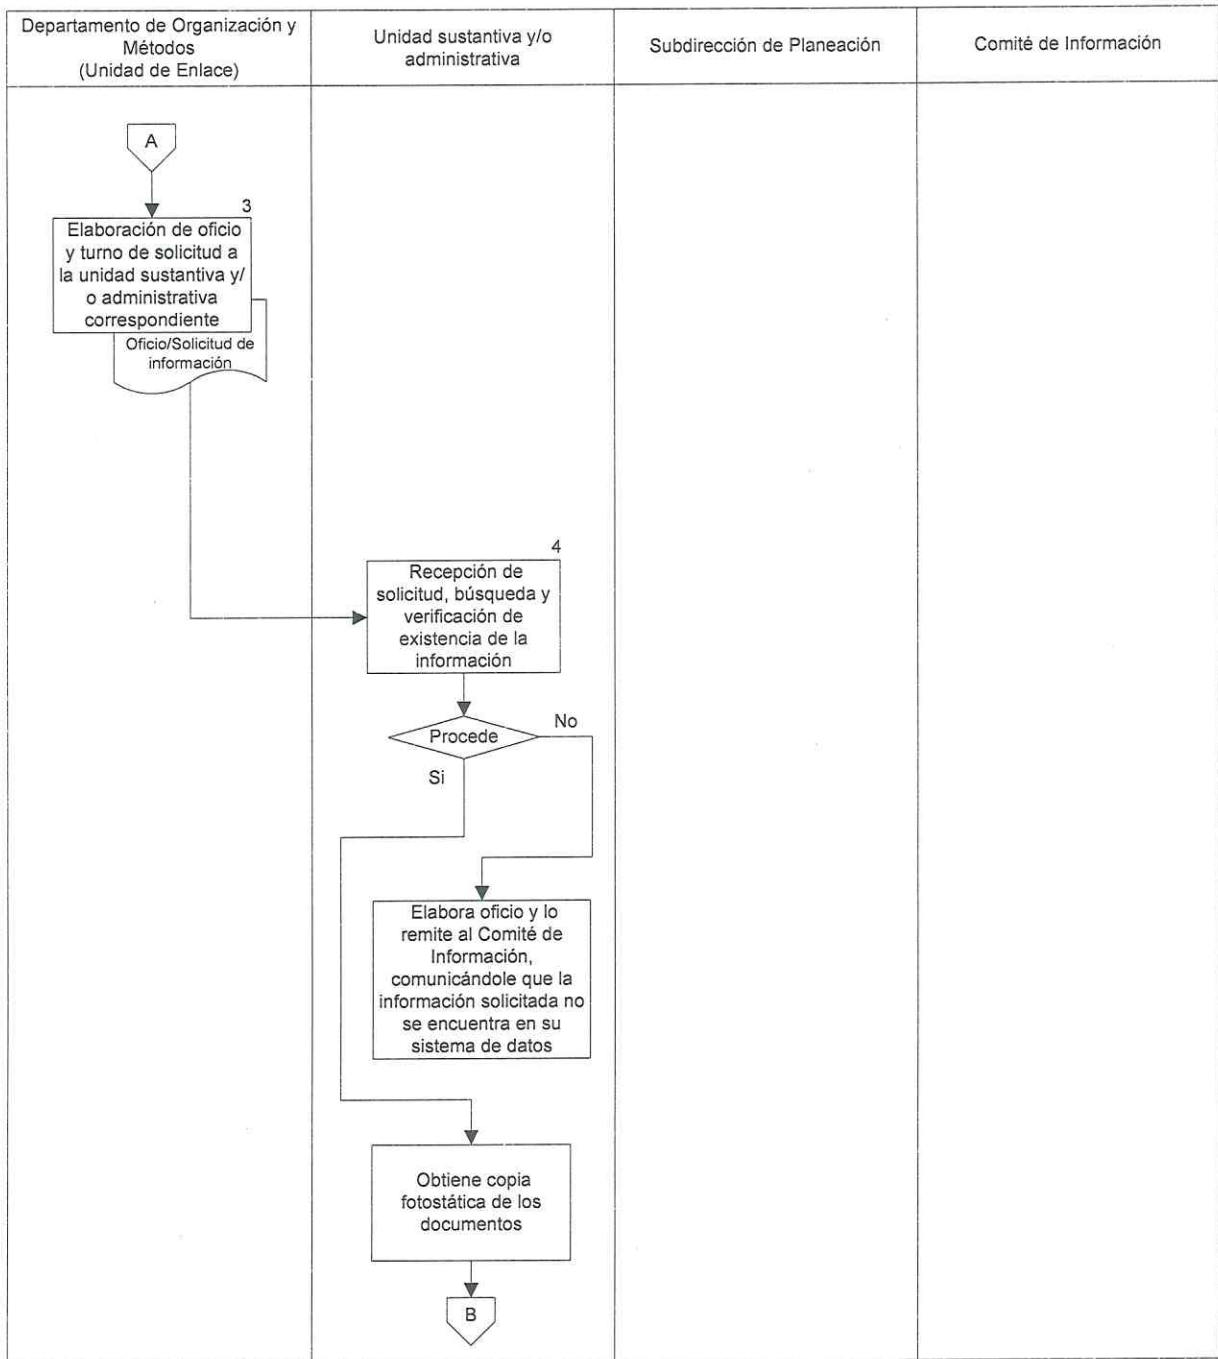 Departamento de Organización y
Métodos
(Unidad de Enlace)
Unidad sustantiva y/o
administrativa
Subdirección de Planeación
Comité de Información
A
3
Elaboración de oficio
y turno de solicitud a
la unidad sustantiva y/
o administrativa
correspondiente
Oficio/Solicitud de
información
4
Recepción de
solicitud, búsqueda y
verificación de
existencia de la
información
Procede
No
Si
Elabora oficio y lo
remite al Comité de
Información,
comunicándole que la
información solicitada no
se encuentra en su
sistema de datos
Obtiene copia
fotostática de los
documentos
B